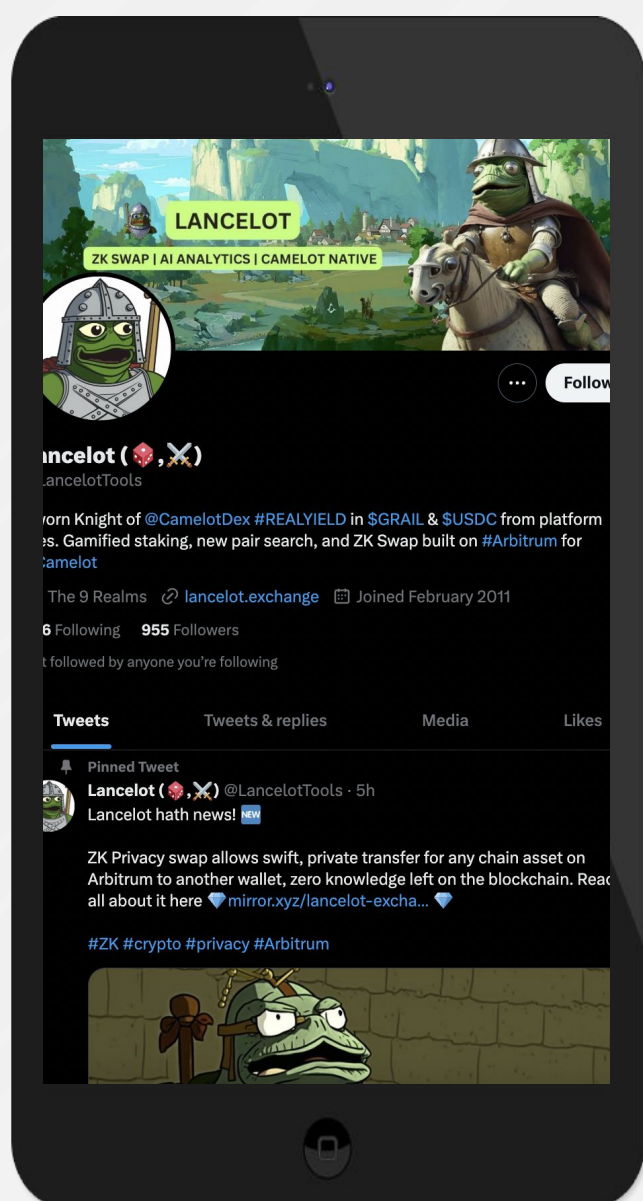 LANCELOT
ZK SWAP | AI ANALYTICS | CAMELOT NATIVE
Follow
ancelot (🎲,⚔️)
LancelotTools
orn Knight of @CamelotDex #REALYIELD in $GRAIL & $USDC from platform
es. Gamified staking, new pair search, and ZK Swap built on #Arbitrum for
Camelot
The 9 Realms lancelot.exchange Joined February 2011
6 Following 955 Followers
t followed by anyone you're following
Tweets Tweets & replies Media Likes
Pinned Tweet
Lancelot (🎲,⚔️) @LancelotTools · 5h
Lancelot hath news! 🆕
ZK Privacy swap allows swift, private transfer for any chain asset on
Arbitrum to another wallet, zero knowledge left on the blockchain. Read
all about it here 💎mirror.xyz/lancelot-excha... 💎
#ZK #crypto #privacy #Arbitrum